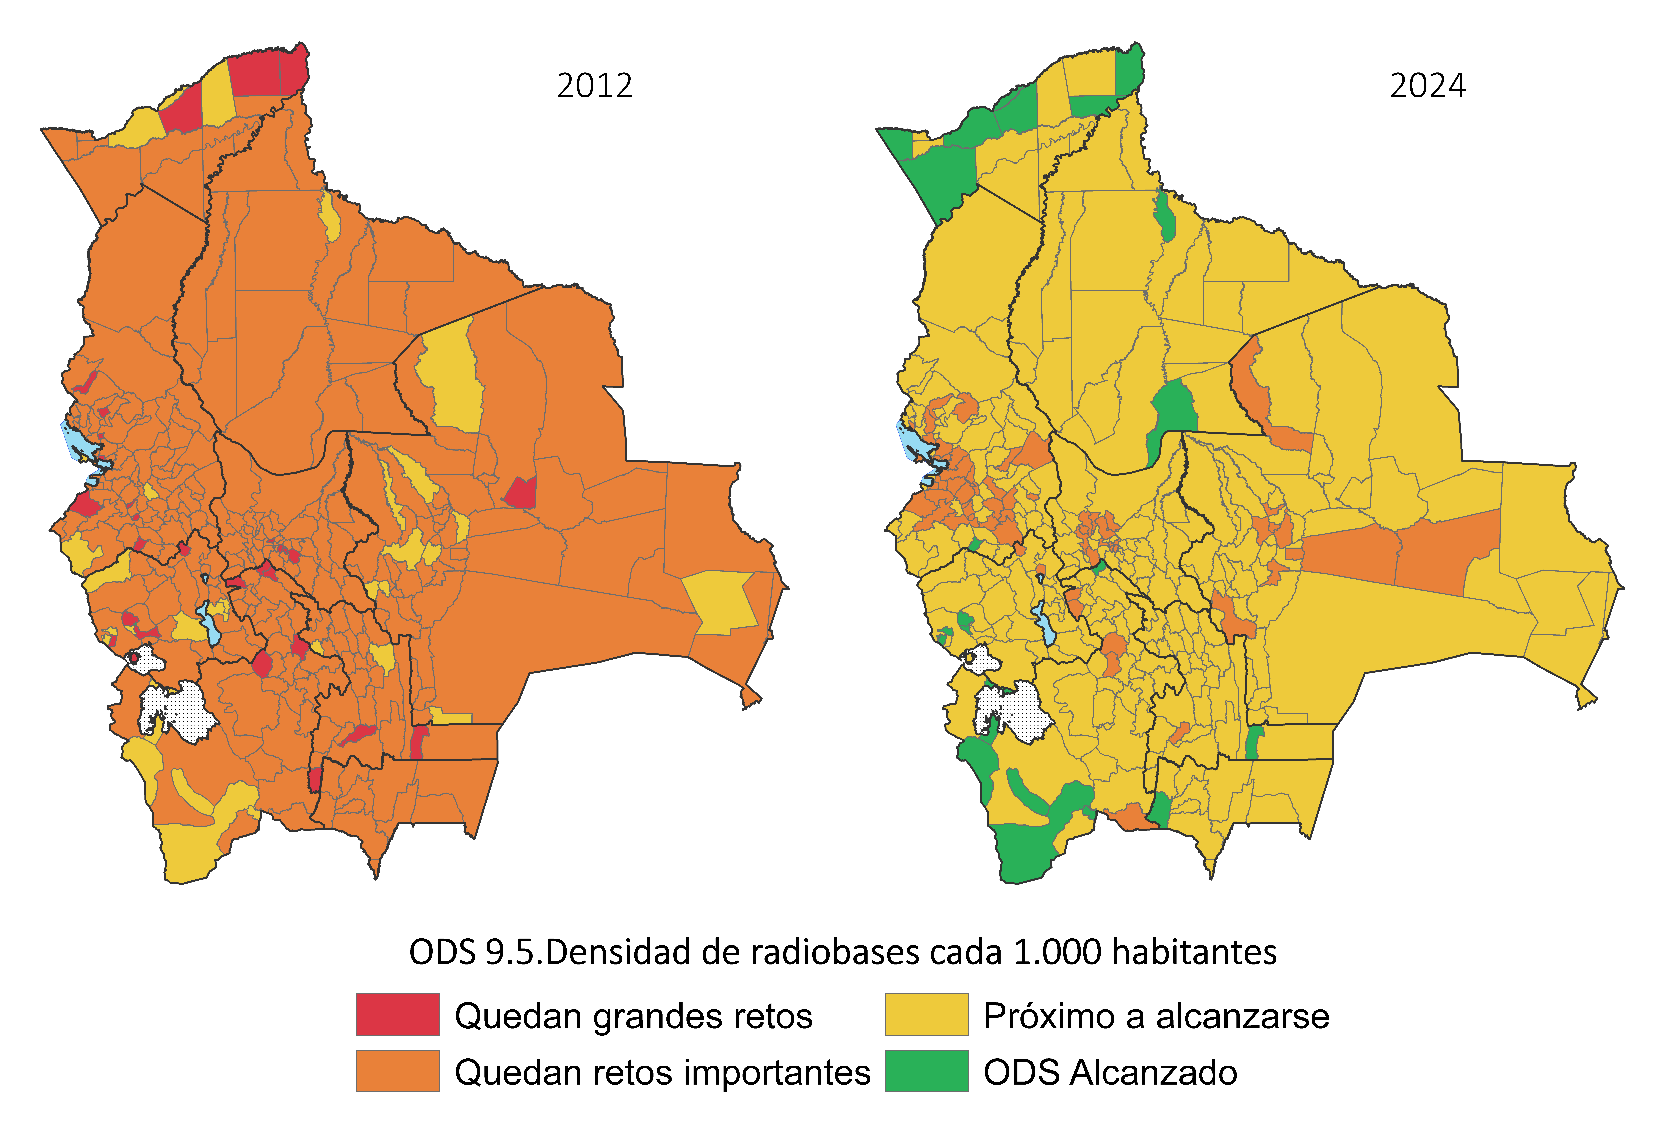 2012
2024
ODS 9.5.Densidad de radiobases cada 1.000 habitantes
Quedan grandes retos
Próximo a alcanzarse
Quedan retos importantes
ODS Alcanzado